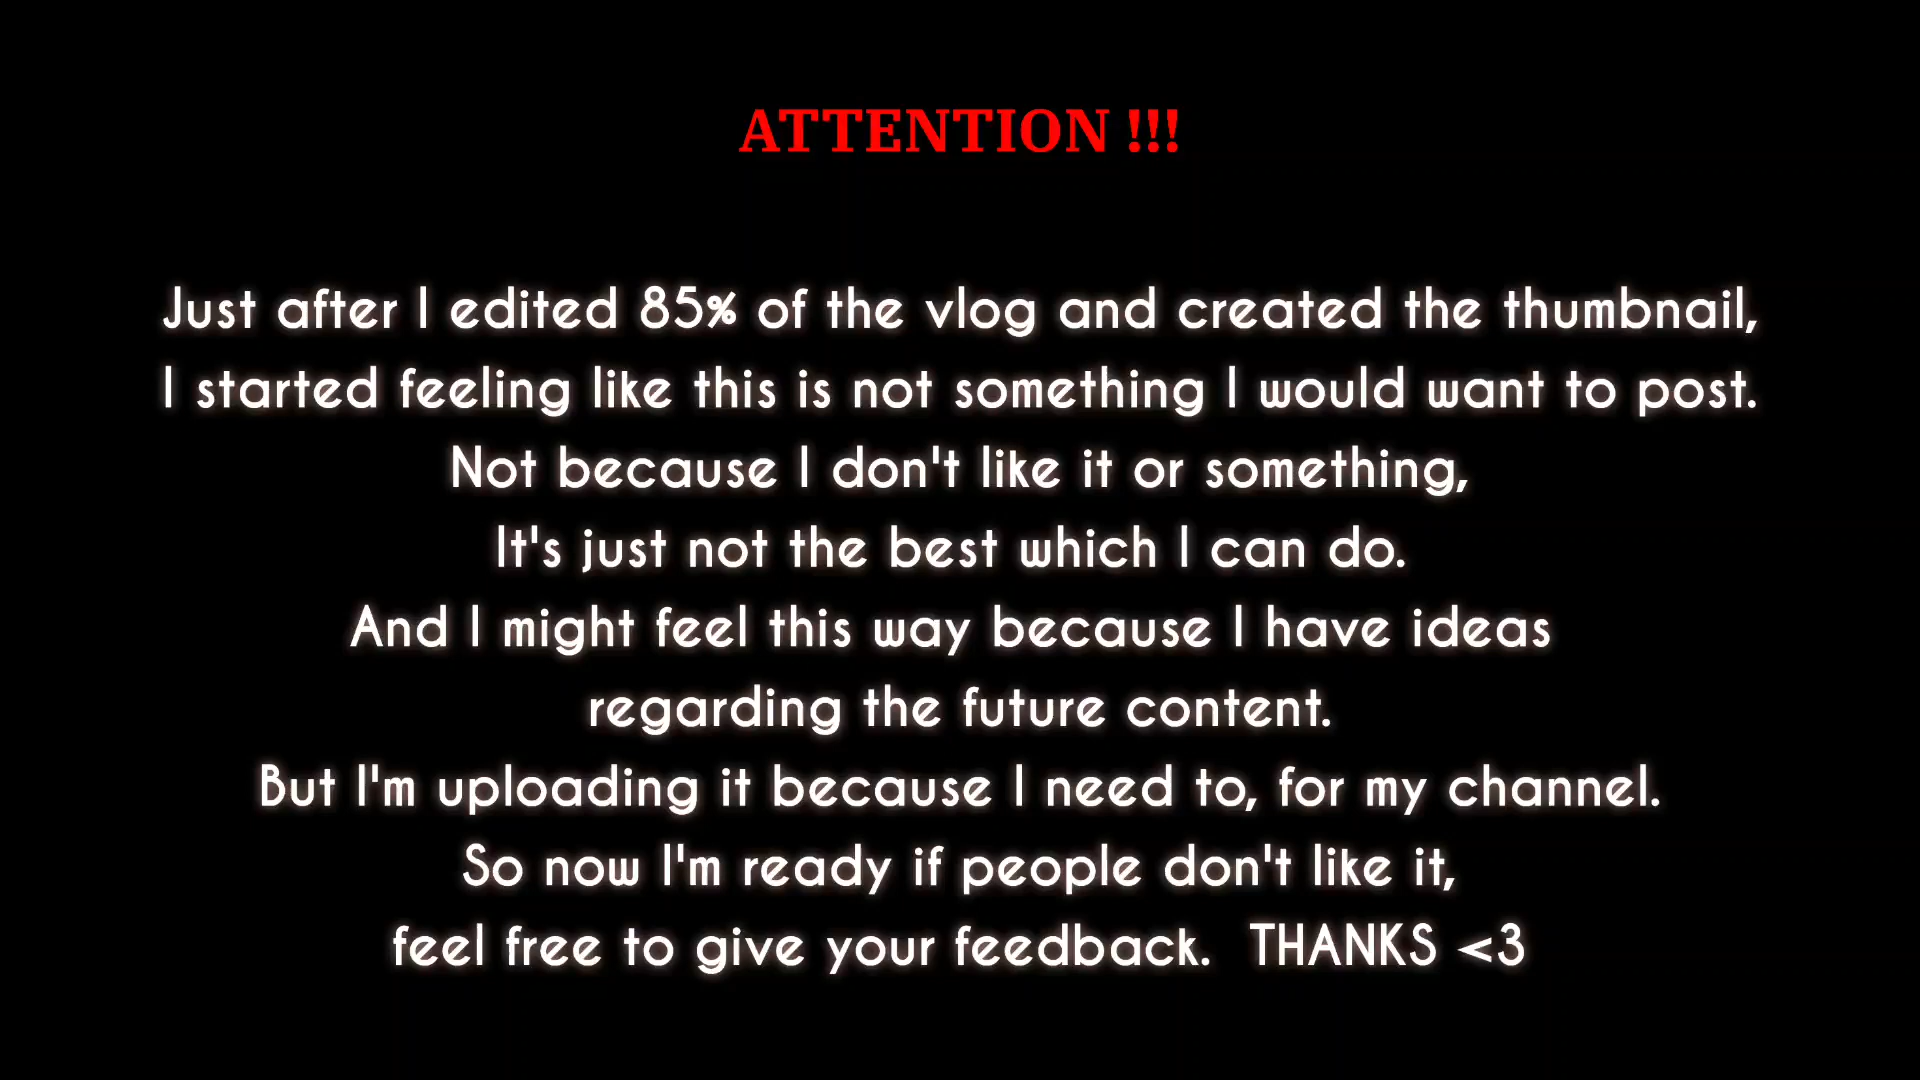 ATTENTION !!!
Just after I edited 85% of the vlog and created the thumbnail,
I started feeling like this is not something I would want to post.
Not because I don't like it or something,
It's just not the best which I can do.
And I might feel this way because I have ideas
regarding the future content.
But I'm uploading it because I need to, for my channel.
So now I'm ready if people don't like it,
feel free to give your feedback.  THANKS <3